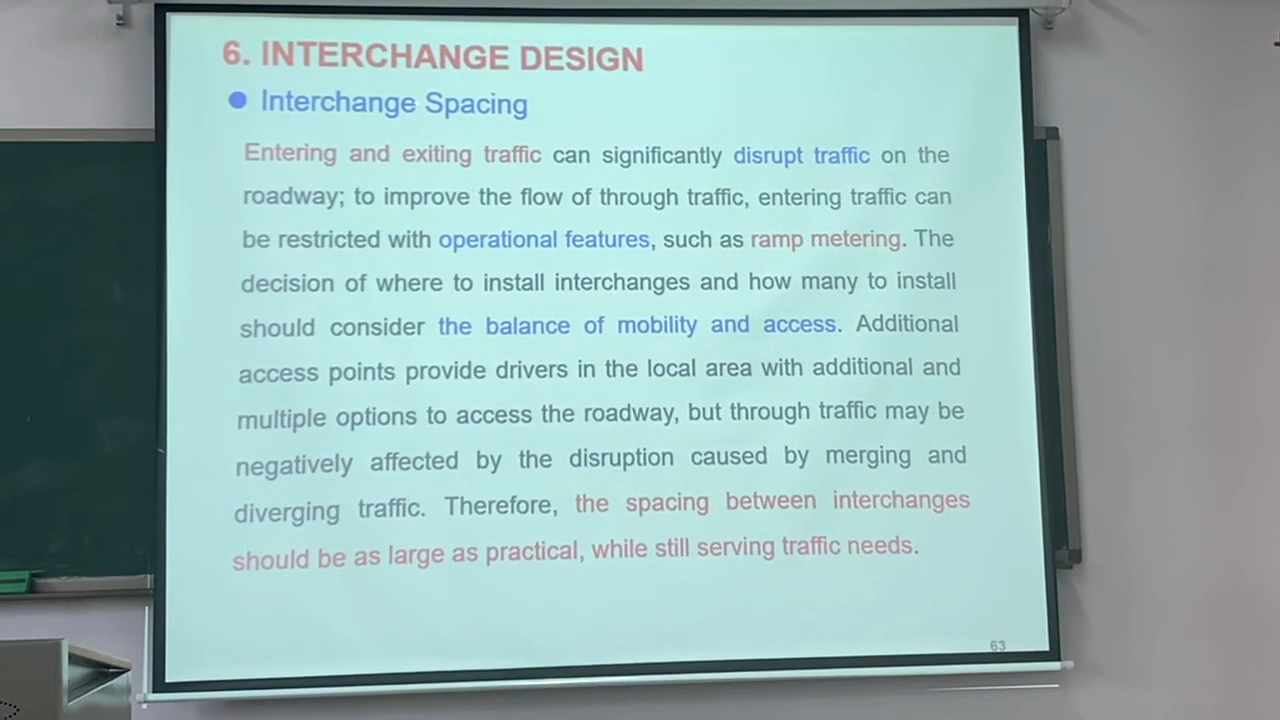 6. INTERCHANGE DESIGN
Interchange Spacing
Entering and exiting traffic can significantly disrupt traffic on the
roadway; to improve the flow of through traffic, entering traffic can
be restricted with operational features, such as ramp metering. The
decision of where to install interchanges and how many to install
should consider the balance of mobility and access. Additional
access points provide drivers in the local area with additional and
multiple options to access the roadway, but through traffic may be
negatively affected by the disruption caused by merging and
diverging traffic. Therefore, the spacing between interchanges
should be as large as practical, while still serving traffic needs.
63